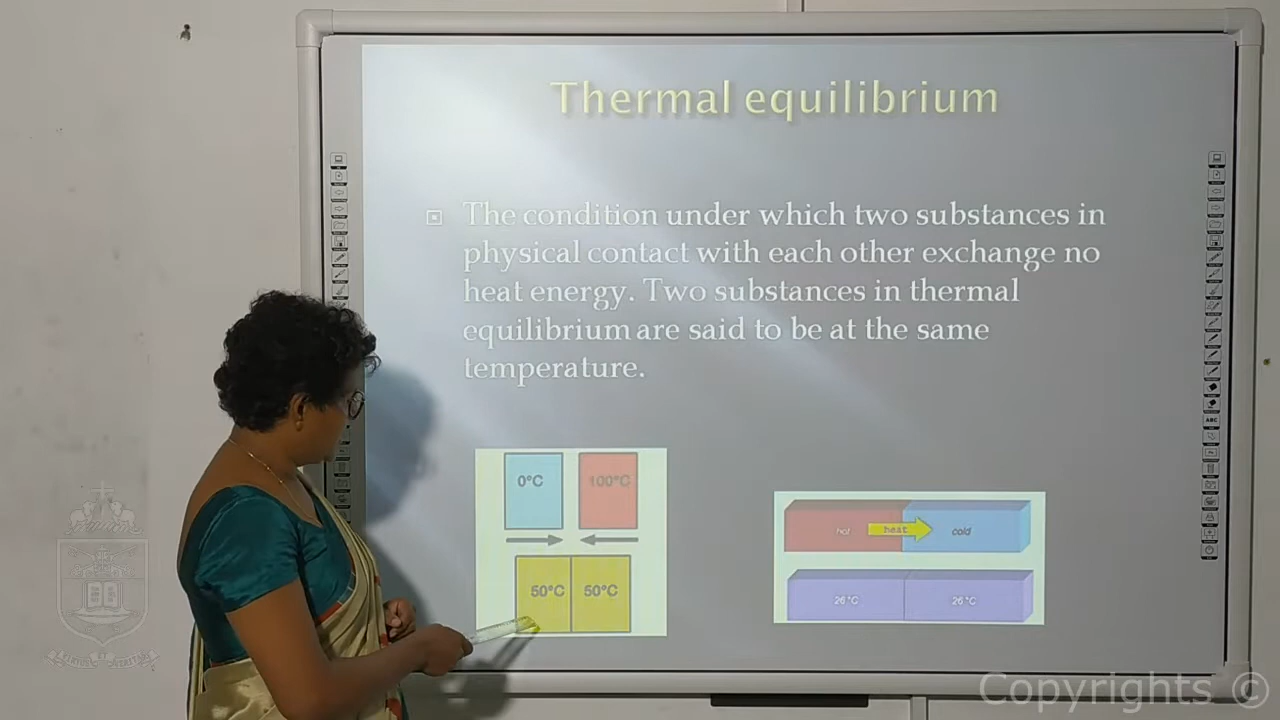 Thermal equilibrium
The condition under which two substances in
physical contact with each other exchange no
heat energy. Two substances in thermal
equilibrium are said to be at the same
temperature.
0°C 100°C
50°C 50°C
hot heat cold
26°C 26°C
ABC
Copyrights ©